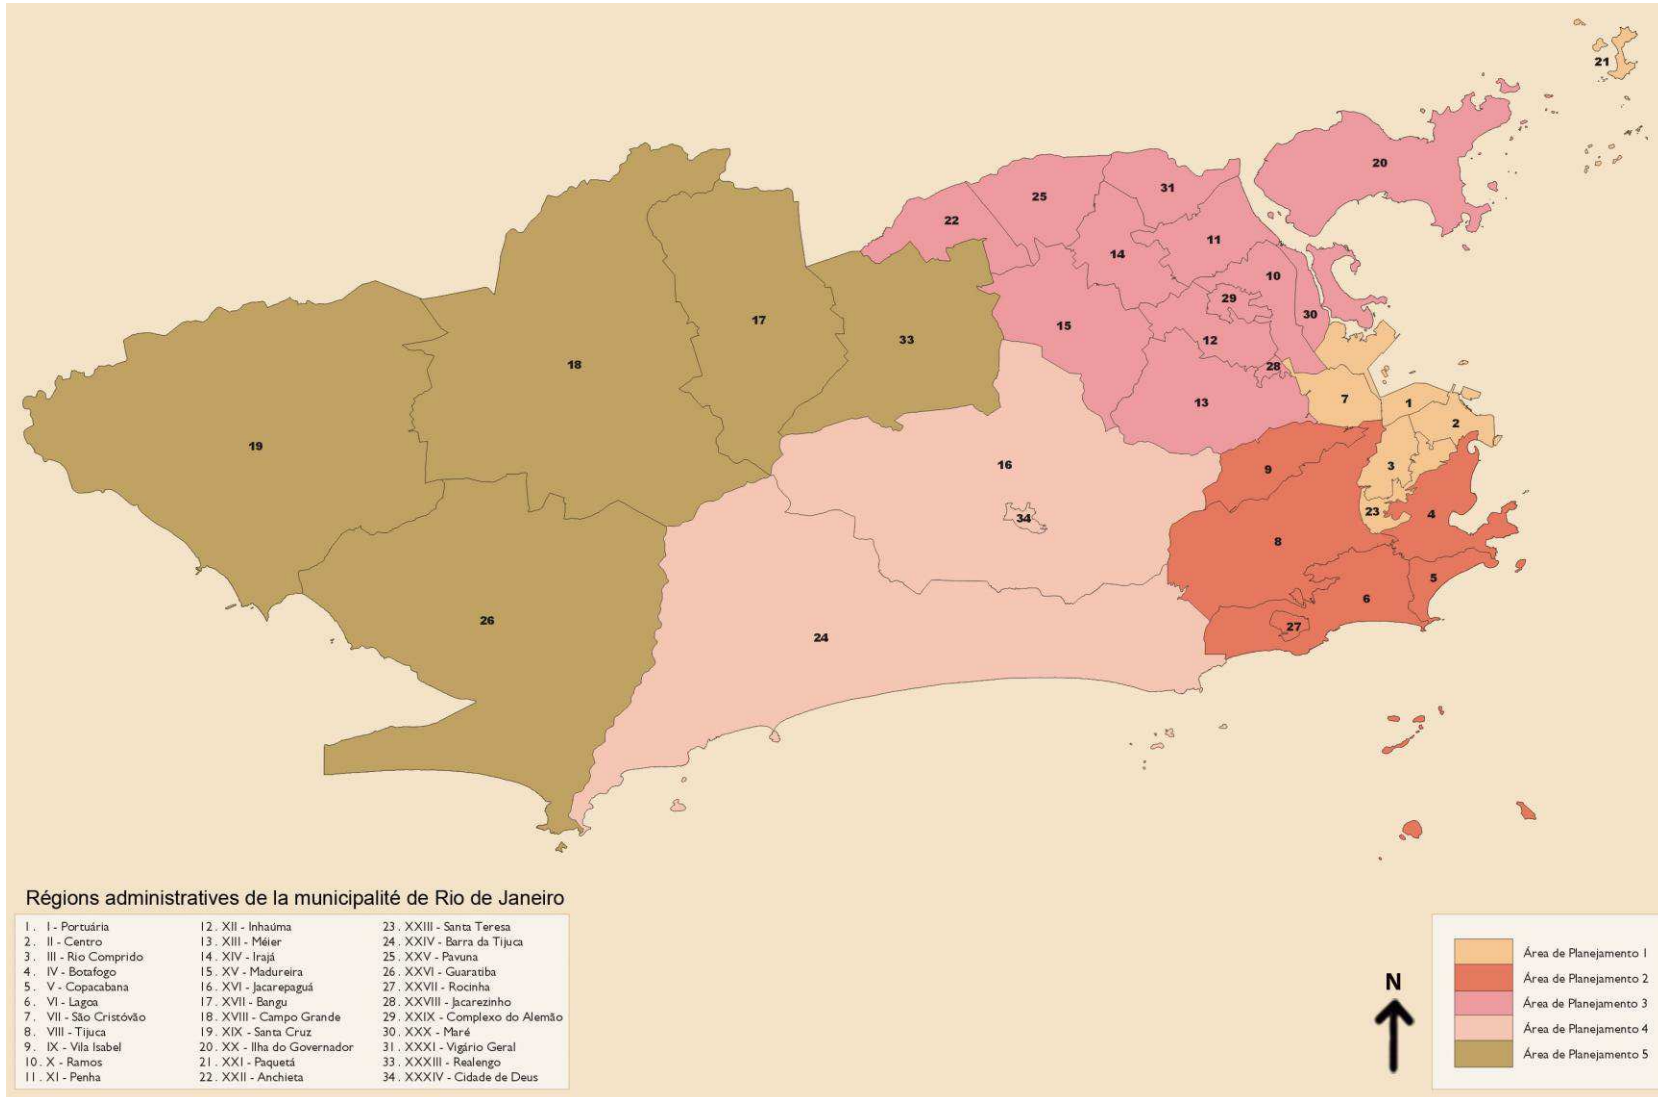 21
20
31
25
22
11
14
10
29
30
17
15
33
12
18
28
7
13
1
2
19
16
9
3
34
23
4
8
5
6
26
27
24
Régions administratives de la municipalité de Rio de Janeiro
1. I - Portuária
2. II - Centro
3. III - Rio Comprido
4. IV - Botafogo
5. V - Copacabana
6. VI - Lagoa
7. VII - São Cristóvão
8. VIII - Tijuca
9. IX - Vila Isabel
10. X - Ramos
11. XI - Penha
12. XII - Inhaúma
13. XIII - Méier
14. XIV - Irajá
15. XV - Madureira
16. XVI - Jacarepaguá
17. XVII - Bangu
18. XVIII - Campo Grande
19. XIX - Santa Cruz
20. XX - Ilha do Governador
21. XXI - Paquetá
22. XXII - Anchieta
23. XXIII - Santa Teresa
24. XXIV - Barra da Tijuca
25. XXV - Pavuna
26. XXVI - Guaratiba
27. XXVII - Rocinha
28. XXVIII - Jacarezinho
29. XXIX - Complexo do Alemão
30. XXX - Maré
31. XXXI - Vigário Geral
33. XXXIII - Realengo
34. XXXIV - Cidade de Deus
N
Área de Planejamento 1
Área de Planejamento 2
Área de Planejamento 3
Área de Planejamento 4
Área de Planejamento 5